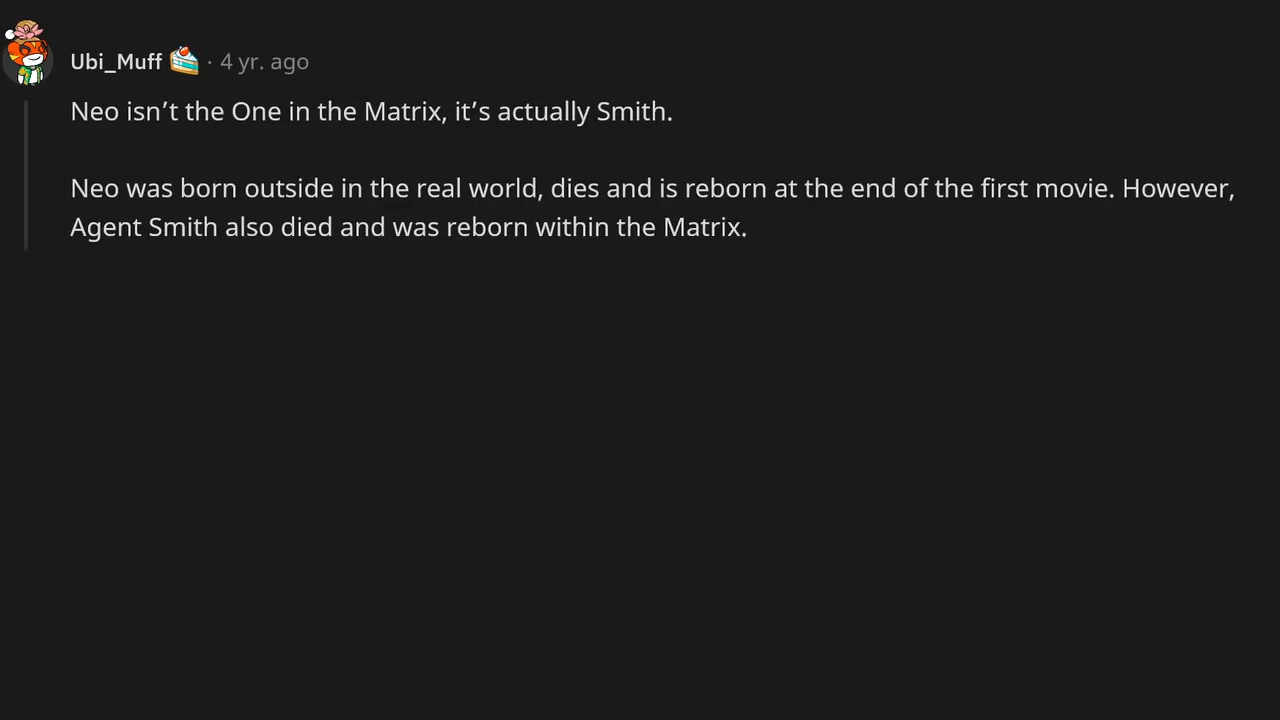 Ubi_Muff · 4 yr. ago
Neo isn’t the One in the Matrix, it’s actually Smith.
Neo was born outside in the real world, dies and is reborn at the end of the first movie. However,
Agent Smith also died and was reborn within the Matrix.